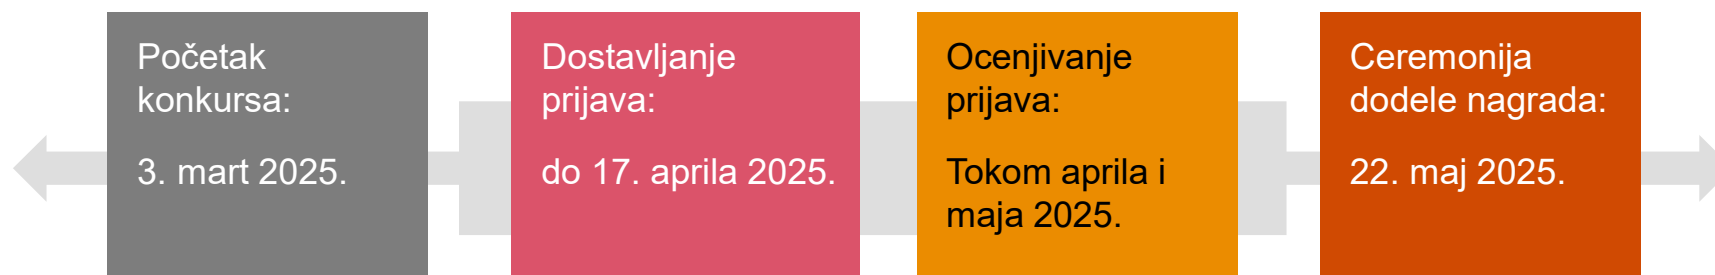 Početak
konkursa:
3. mart 2025.
Dostavljanje
prijava:
do 17. aprila 2025.
Ocenjivanje
prijava:
Tokom aprila i
maja 2025.
Ceremonija
dodele nagrada:
22. maj 2025.